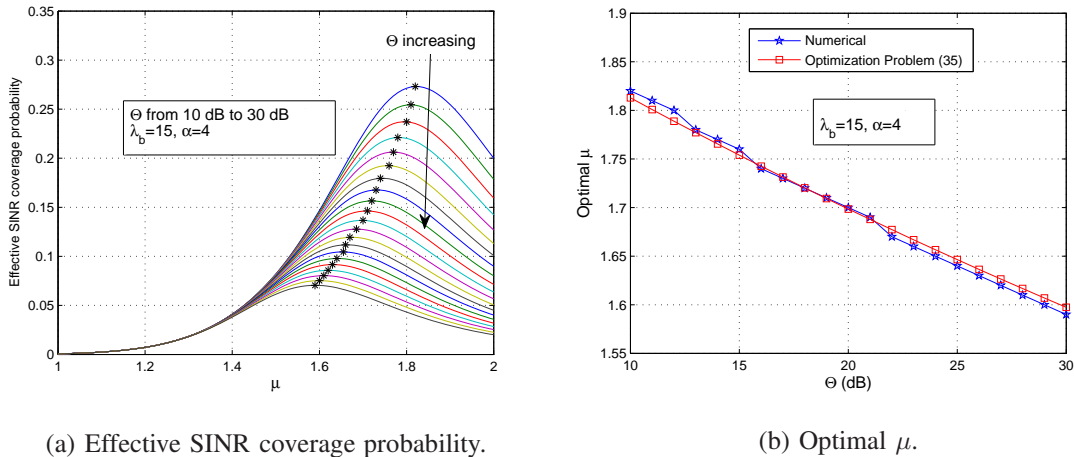 0.35
0.3
0.25
0.2
0.15
0.1
0.05
0
Effective SINR coverage probability
Θ increasing
Θ from 10 dB to 30 dB
λ_b=15, α=4
1 1.2 1.4 1.6 1.8 2
μ
(a) Effective SINR coverage probability.
1.9
1.85
1.8
1.75
1.7
1.65
1.6
1.55
Optimal μ
Numerical
Optimization Problem (35)
λ_b=15, α=4
10 15 20 25 30
Θ (dB)
(b) Optimal μ.